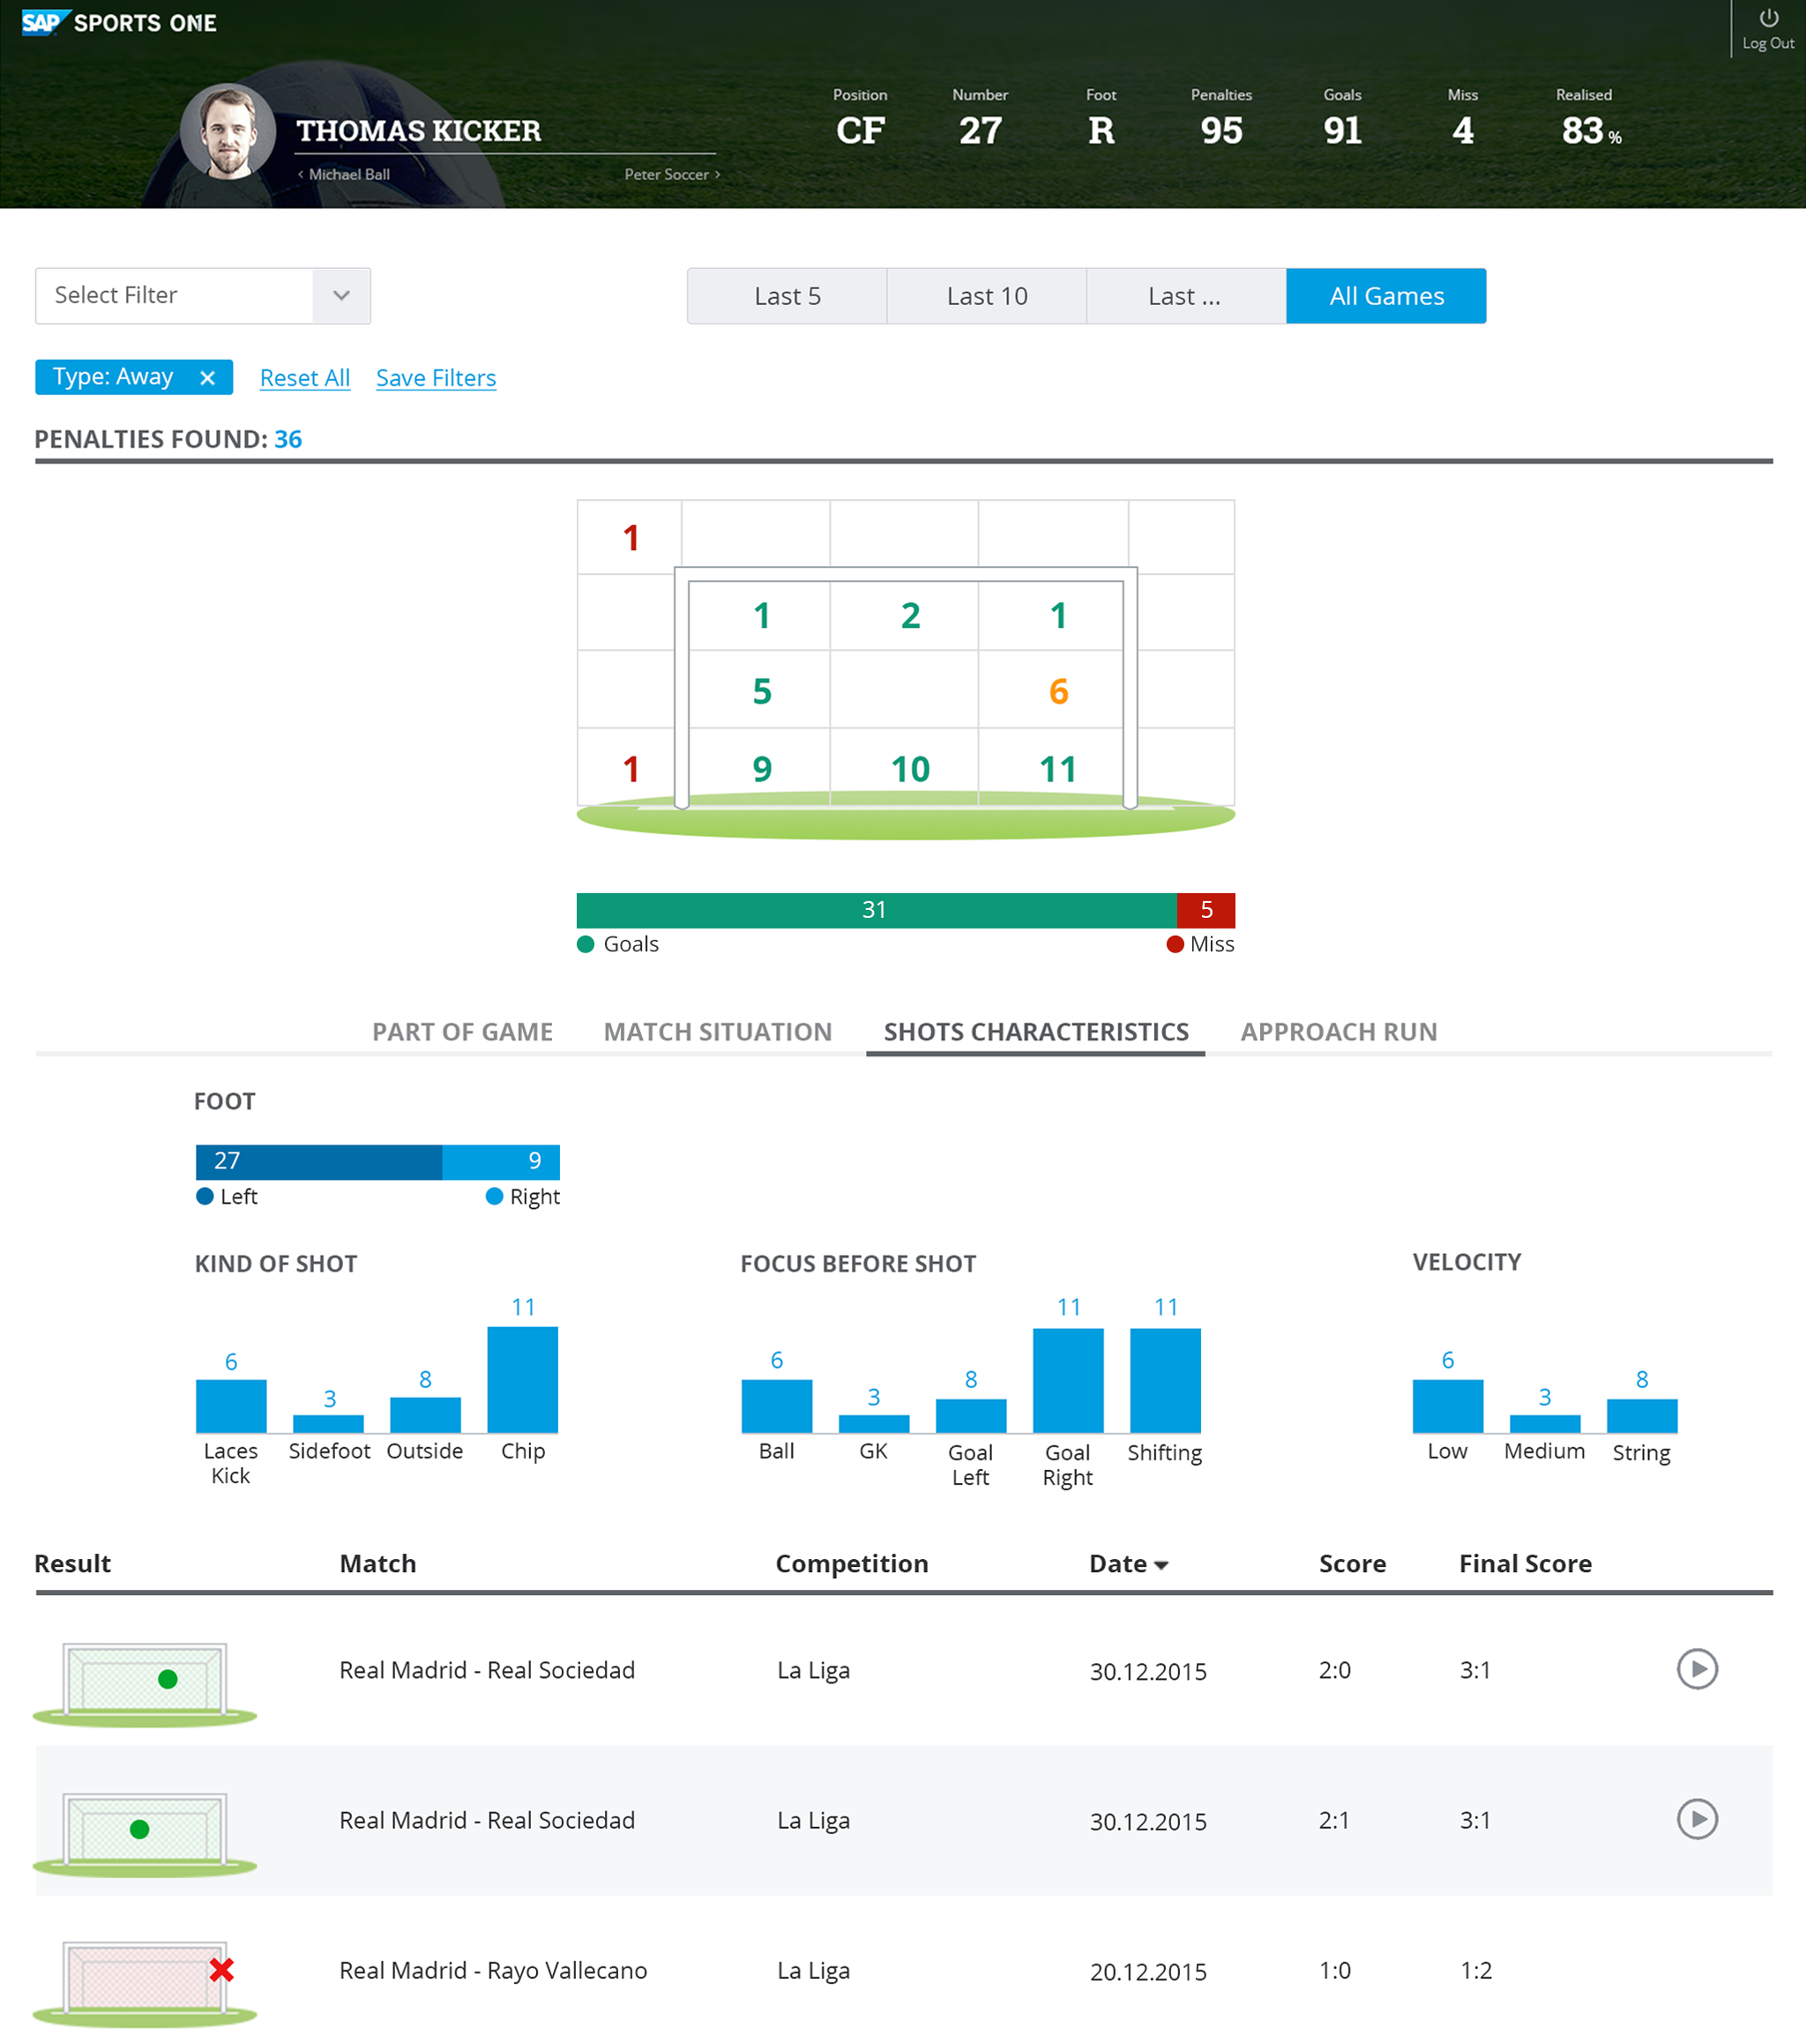 SAP SPORTS ONE
Log Out
Position Number Foot Penalties Goals Miss Realised
THOMAS KICKER CF 27 R 95 91 4 83 %
‹ Michael Ball Peter Soccer ›
Select Filter Last 5 Last 10 Last ... All Games
Type: Away × Reset All Save Filters
PENALTIES FOUND: 36
1
1 2 1
5 6
1 9 10 11
31 5
Goals Miss
PART OF GAME MATCH SITUATION SHOTS CHARACTERISTICS APPROACH RUN
FOOT
27 9
Left Right
KIND OF SHOT FOCUS BEFORE SHOT VELOCITY
6 3 8 11 6 3 8 11 11 6 3 8
Laces Sidefoot Outside Chip Ball GK Goal Goal Shifting Low Medium String
Kick Left Right
Result Match Competition Date Score Final Score
Real Madrid - Real Sociedad La Liga 30.12.2015 2:0 3:1
Real Madrid - Real Sociedad La Liga 30.12.2015 2:1 3:1
Real Madrid - Rayo Vallecano La Liga 20.12.2015 1:0 1:2